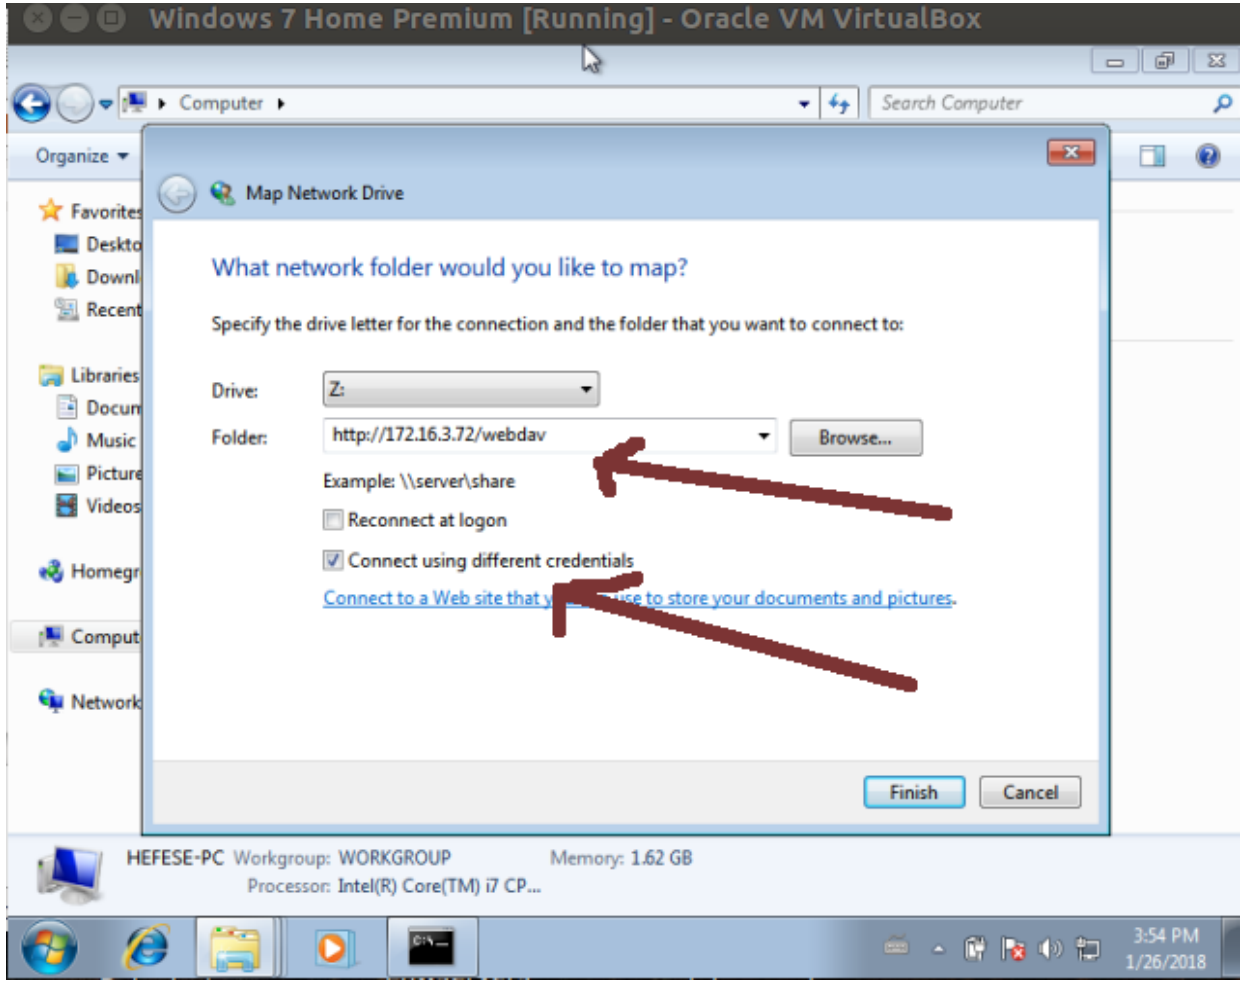 Windows 7 Home Premium [Running] - Oracle VM VirtualBox
Computer
Search Computer
Organize
Map Network Drive
Favorites
Deskto
Downl
Recent
What network folder would you like to map?
Specify the drive letter for the connection and the folder that you want to connect to:
Libraries
Docum
Music
Picture
Videos
Drive: Z:
Folder: http://172.16.3.72/webdav Browse...
Example: \\server\share
Reconnect at logon
Connect using different credentials
Connect to a Web site that use to store your documents and pictures.
Homegr
Comput
Network
Finish Cancel
HEFESE-PC Workgroup: WORKGROUP Memory: 1.62 GB
Processor: Intel(R) Core(TM) i7 CP...
C:\
3:54 PM
1/26/2018